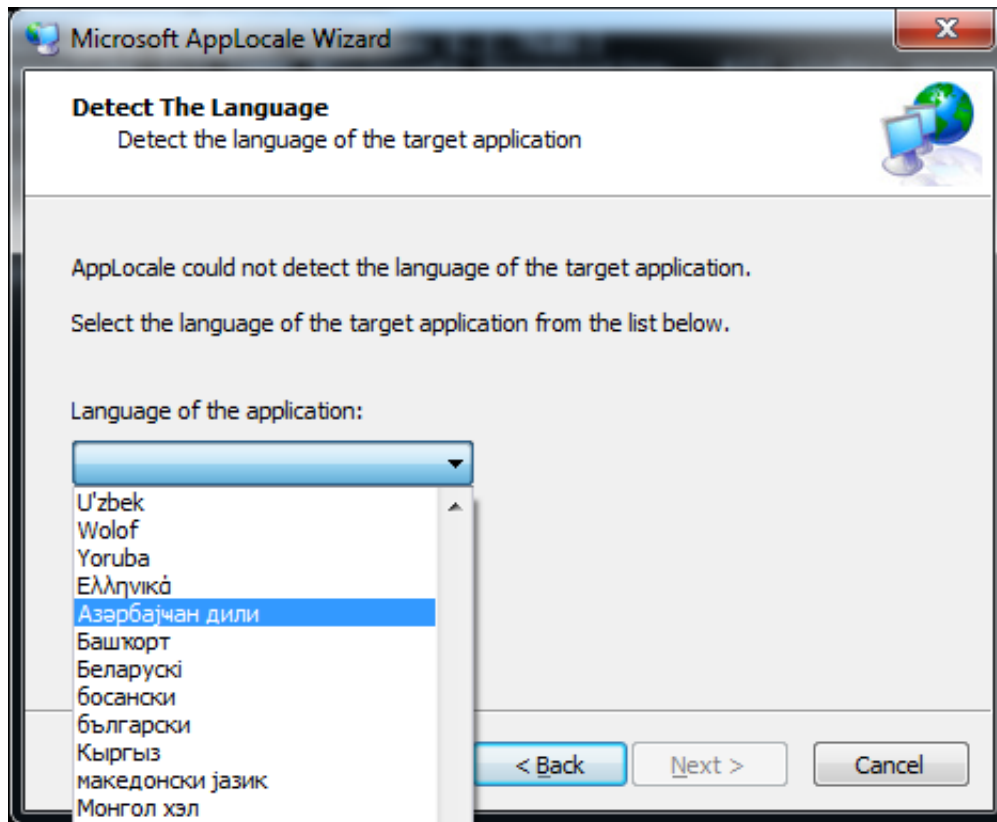 Microsoft AppLocale Wizard
Detect The Language
Detect the language of the target application
AppLocale could not detect the language of the target application.
Select the language of the target application from the list below.
Language of the application:
U'zbek
Wolof
Yoruba
Ελληνικά
Азәрбајҹан дили
Башҡорт
Беларускі
босански
български
Кыргыз
македонски јазик
Монгол хэл
< Back
Next >
Cancel